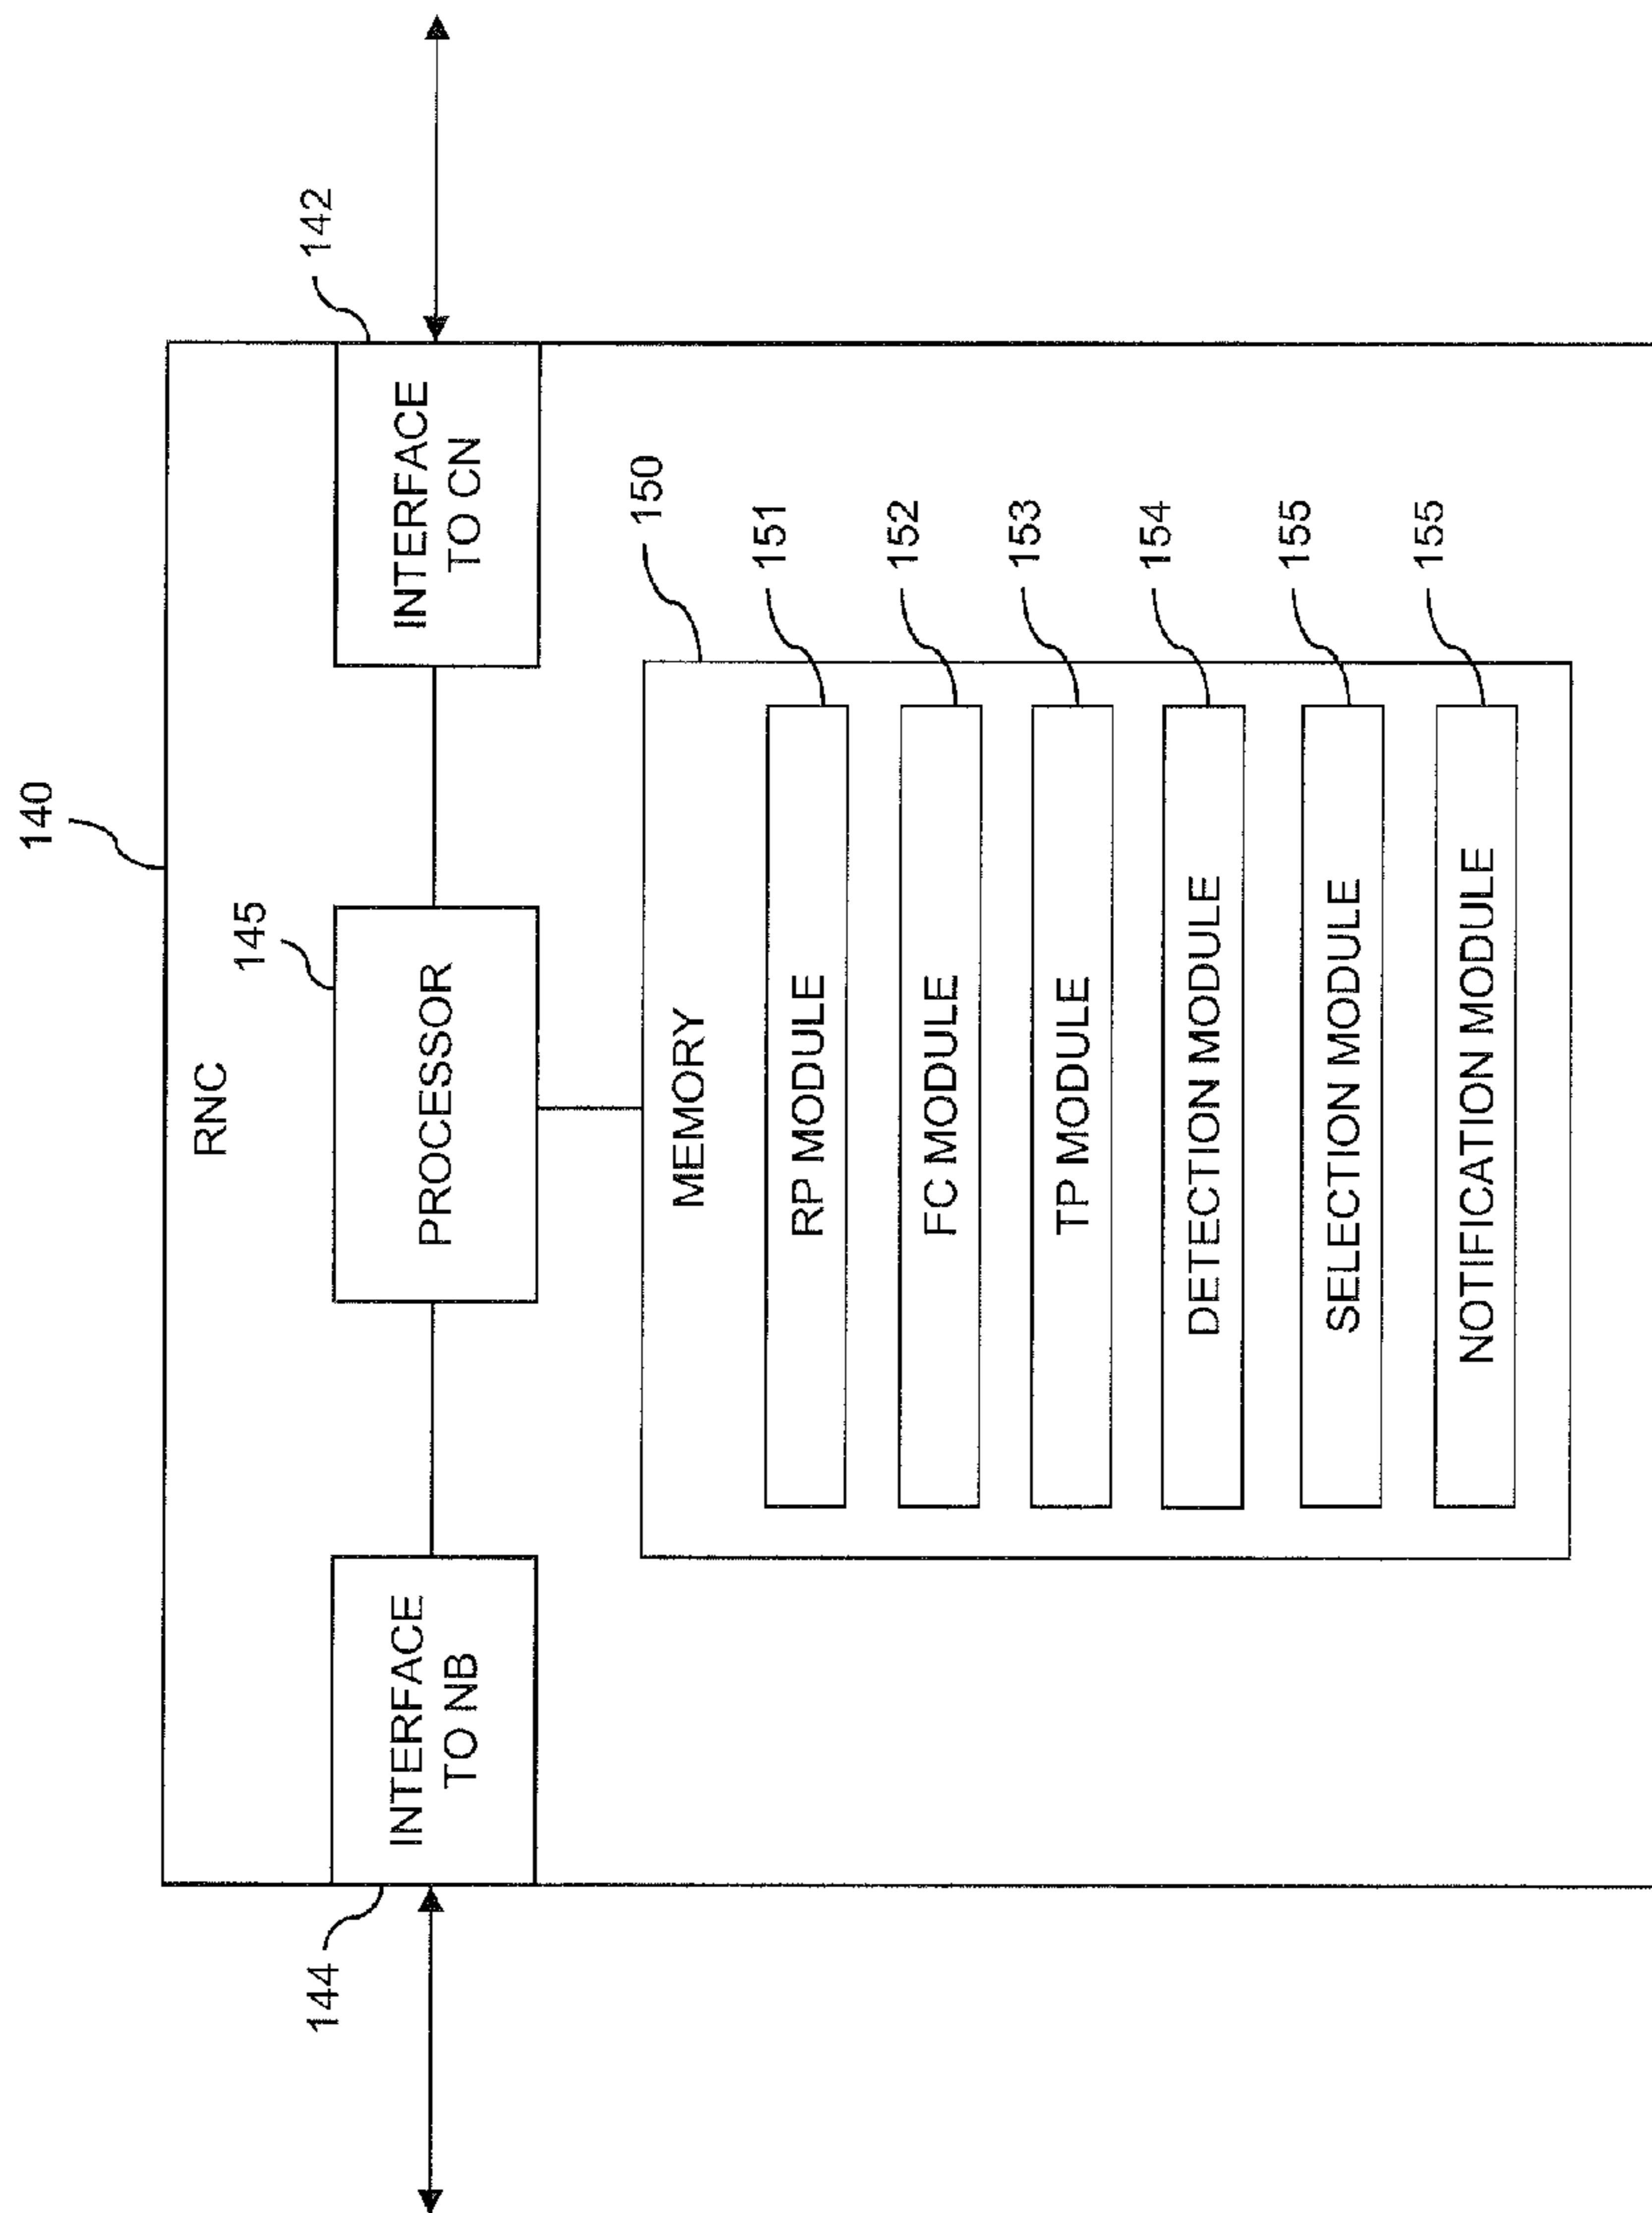 140
RNC
144
INTERFACE
TO NB
145
PROCESSOR
142
INTERFACE
TO CN
150
MEMORY
RP MODULE
151
FC MODULE
152
TP MODULE
153
DETECTION MODULE
154
SELECTION MODULE
155
NOTIFICATION MODULE
155